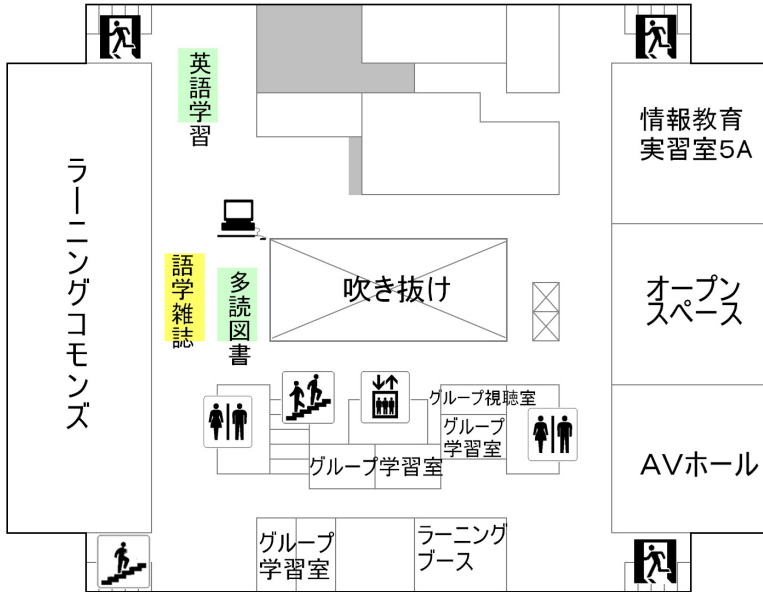 英語学習
情報教育
実習室5A
ラーニングコモンズ
語学雑誌
多読図書
吹き抜け
オープン
スペース
グループ視聴室
グループ
学習室
グループ学習室
AVホール
グループ
学習室
ラーニング
ブース